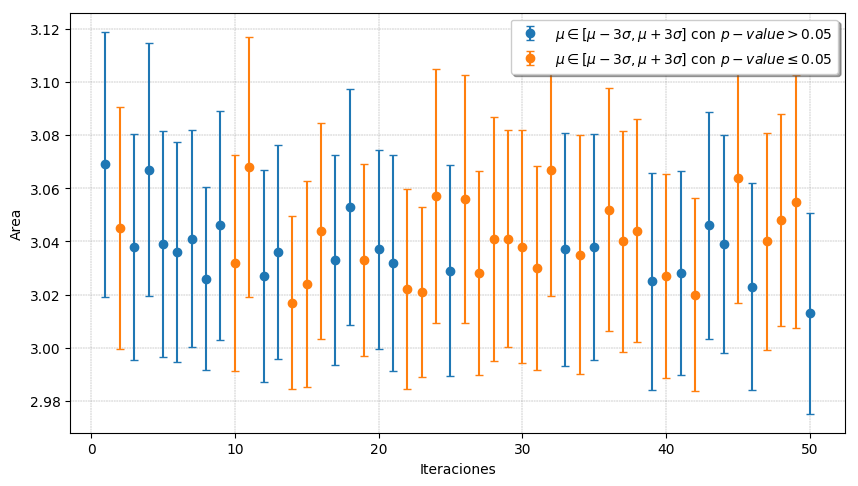 3.12
3.10
3.08
3.06
3.04
3.02
3.00
2.98
Area
0 10 20 30 40 50
Iteraciones
μ ∈ [μ − 3σ, μ + 3σ] con p − value > 0.05
μ ∈ [μ − 3σ, μ + 3σ] con p − value ≤ 0.05